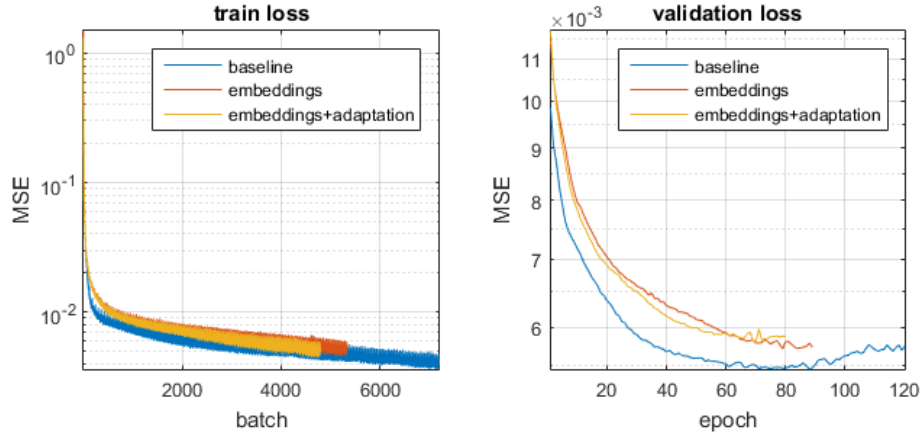 train loss
MSE
10^0
10^-1
10^-2
baseline
embeddings
embeddings+adaptation
2000 4000 6000
batch
validation loss
×10^-3
MSE
11
10
9
8
7
6
baseline
embeddings
embeddings+adaptation
20 40 60 80 100 120
epoch